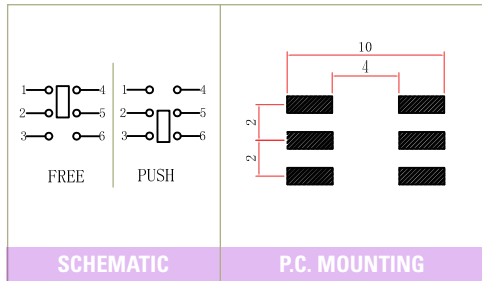 1 4 1 4
2 5 2 5
3 6 3 6
FREE PUSH
10
4
2
2
SCHEMATIC
P.C. MOUNTING